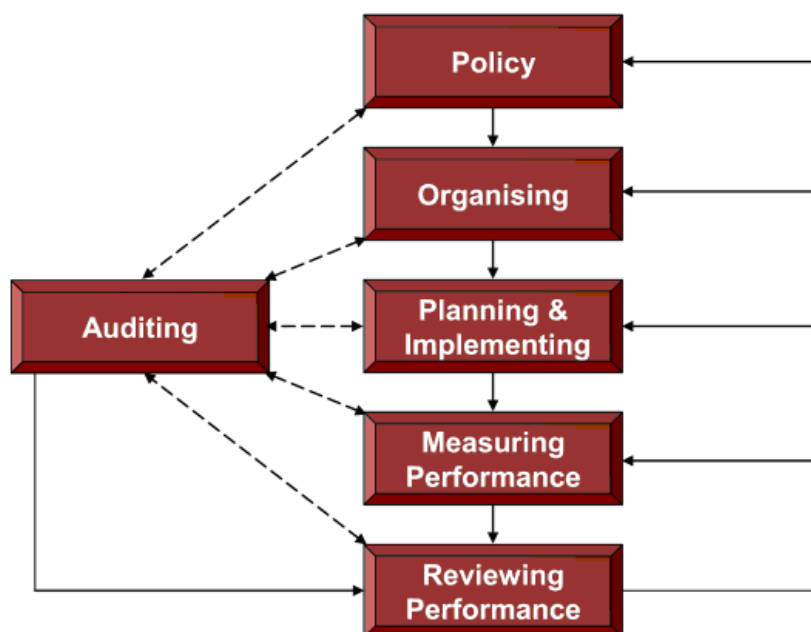 Policy
Organising
Auditing
Planning &
Implementing
Measuring
Performance
Reviewing
Performance